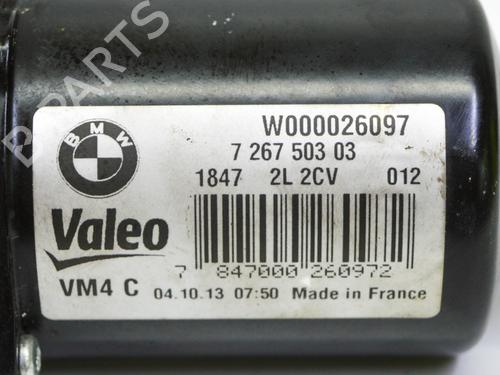 B PARTS
BMW
W000026097
7 267 503 03
1847 2L 2CV 012
Valeo
7 847000 260972
VM4 C 04.10.13 07:50 Made in France